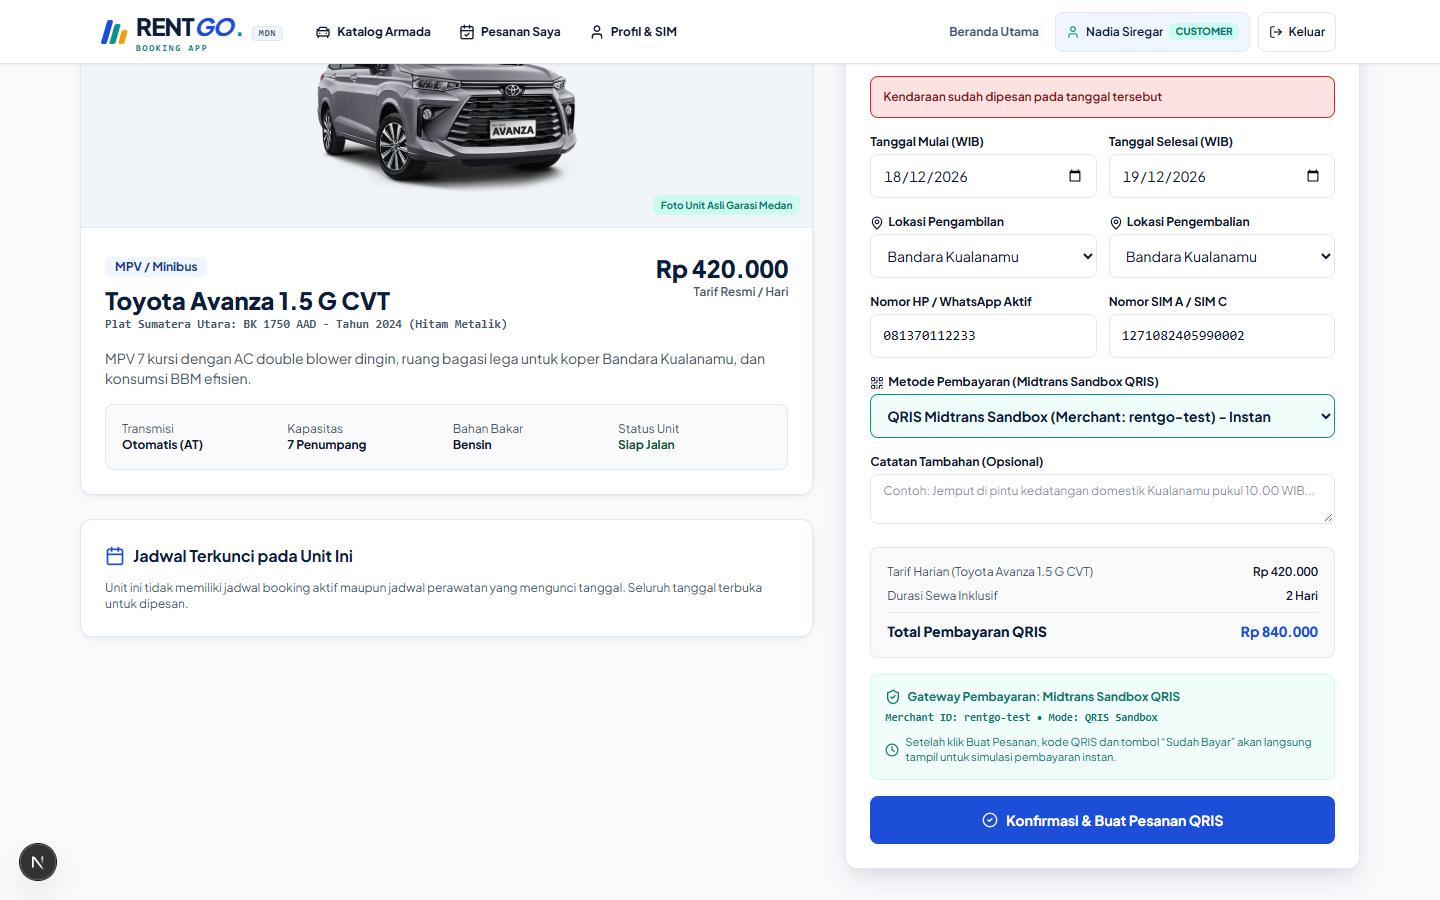 RENTGO.
MDN
BOOKING APP
Katalog Armada
Pesanan Saya
Profil & SIM
Beranda Utama
Nadia Siregar
CUSTOMER
Keluar
AVANZA
Foto Unit Asli Garasi Medan
MPV / Minibus
Rp 420.000
Tarif Resmi / Hari
Toyota Avanza 1.5 G CVT
Plat Sumatera Utara: BK 1750 AAD - Tahun 2024 (Hitam Metalik)
MPV 7 kursi dengan AC double blower dingin, ruang bagasi lega untuk koper Bandara Kualanamu, dan
konsumsi BBM efisien.
Transmisi
Otomatis (AT)
Kapasitas
7 Penumpang
Bahan Bakar
Bensin
Status Unit
Siap Jalan
Jadwal Terkunci pada Unit Ini
Unit ini tidak memiliki jadwal booking aktif maupun jadwal perawatan yang mengunci tanggal. Seluruh tanggal terbuka
untuk dipesan.
Kendaraan sudah dipesan pada tanggal tersebut
Tanggal Mulai (WIB)
18/12/2026
Tanggal Selesai (WIB)
19/12/2026
Lokasi Pengambilan
Bandara Kualanamu
Lokasi Pengembalian
Bandara Kualanamu
Nomor HP / WhatsApp Aktif
081370112233
Nomor SIM A / SIM C
1271082405990002
Metode Pembayaran (Midtrans Sandbox QRIS)
QRIS Midtrans Sandbox (Merchant: rentgo-test) - Instan
Catatan Tambahan (Opsional)
Contoh: Jemput di pintu kedatangan domestik Kualanamu pukul 10.00 WIB...
Tarif Harian (Toyota Avanza 1.5 G CVT)
Rp 420.000
Durasi Sewa Inklusif
2 Hari
Total Pembayaran QRIS
Rp 840.000
Gateway Pembayaran: Midtrans Sandbox QRIS
Merchant ID: rentgo-test • Mode: QRIS Sandbox
Setelah klik Buat Pesanan, kode QRIS dan tombol “Sudah Bayar” akan langsung
tampil untuk simulasi pembayaran instan.
Konfirmasi & Buat Pesanan QRIS
N